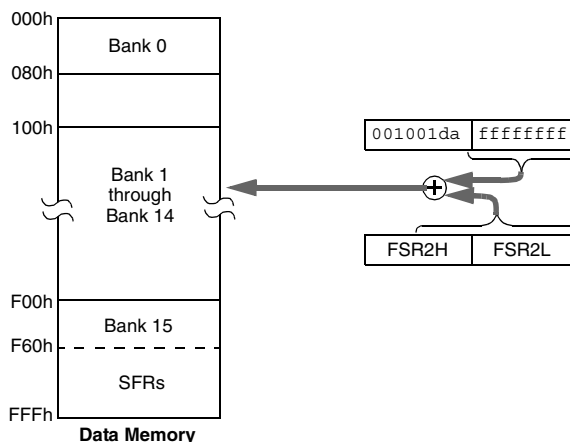 000h
Bank 0
080h
100h
001001da ffffffff
Bank 1
through
Bank 14
+
FSR2H FSR2L
F00h
Bank 15
F60h
SFRs
FFFh
Data Memory